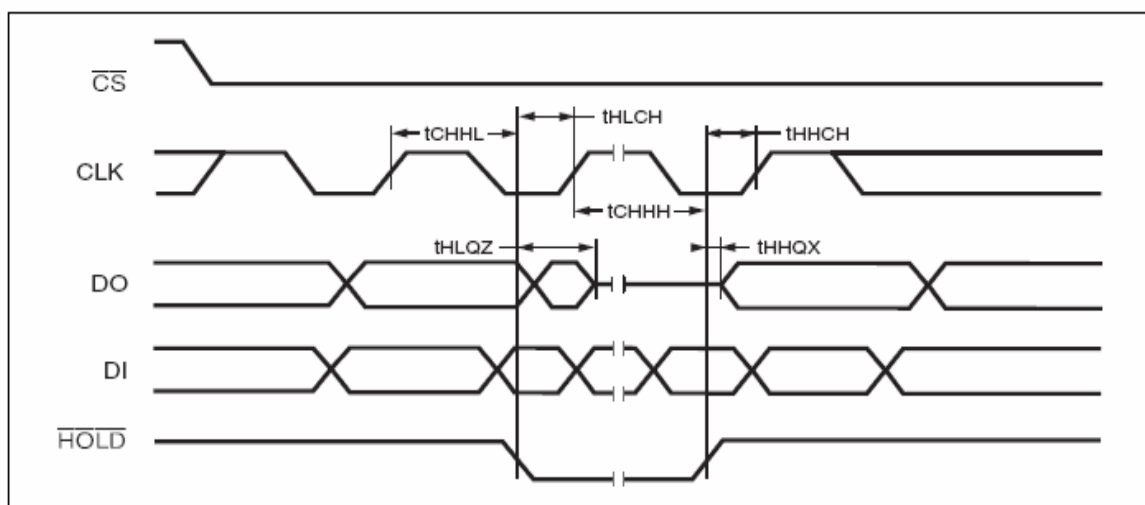 CS
tHLCH
tCHHL
tHHCH
CLK
tCHHH
tHLQZ
tHHQX
DO
DI
HOLD